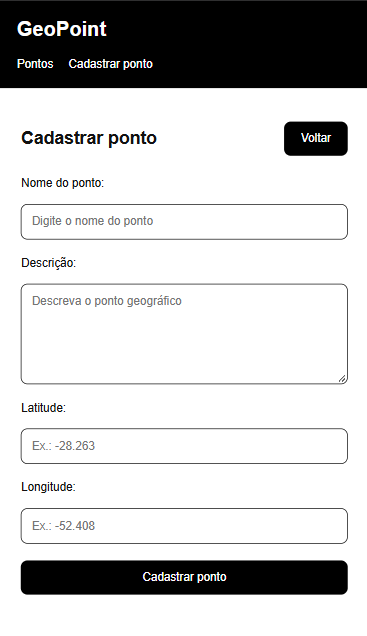 GeoPoint
Pontos Cadastrar ponto
Cadastrar ponto Voltar
Nome do ponto:
Digite o nome do ponto
Descrição:
Descreva o ponto geográfico
Latitude:
Ex.: -28.263
Longitude:
Ex.: -52.408
Cadastrar ponto